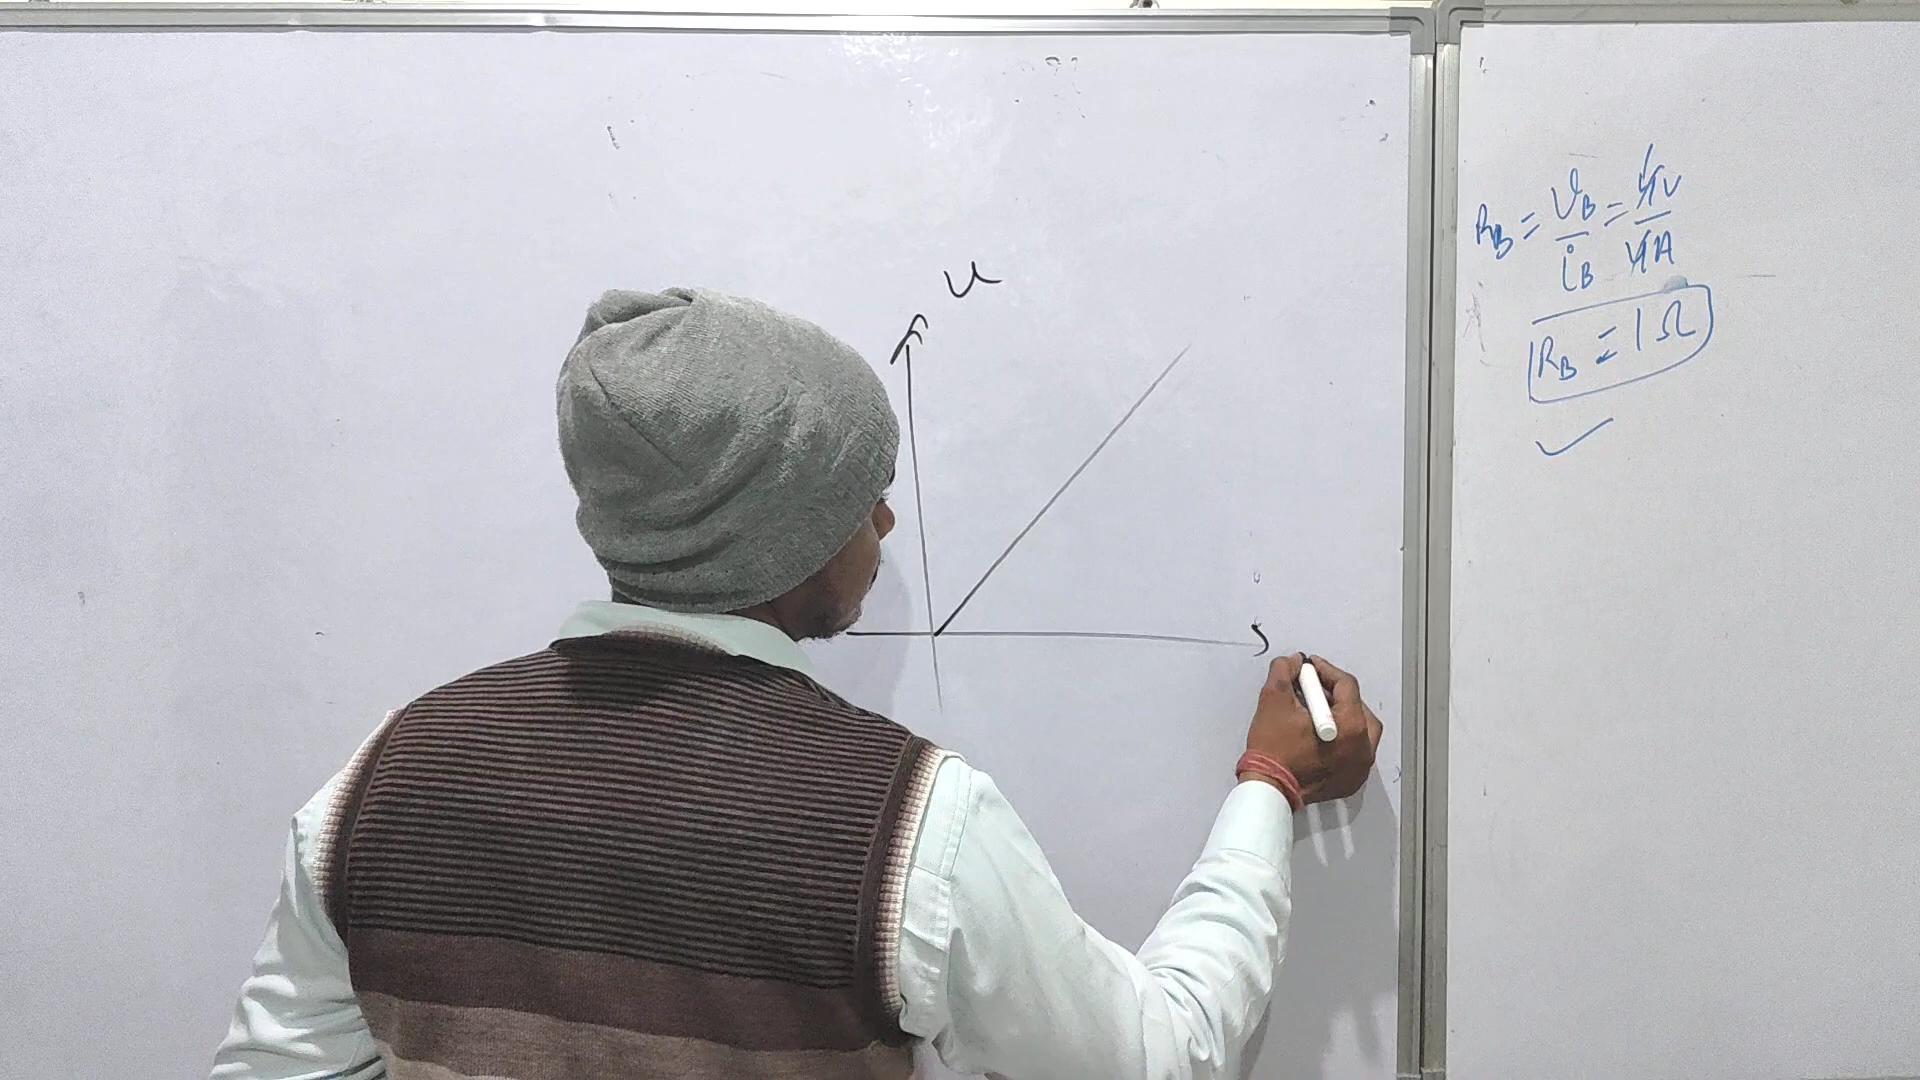 u
R_B = V_B / i_B = 4V / 4A
R_B = 1Ω